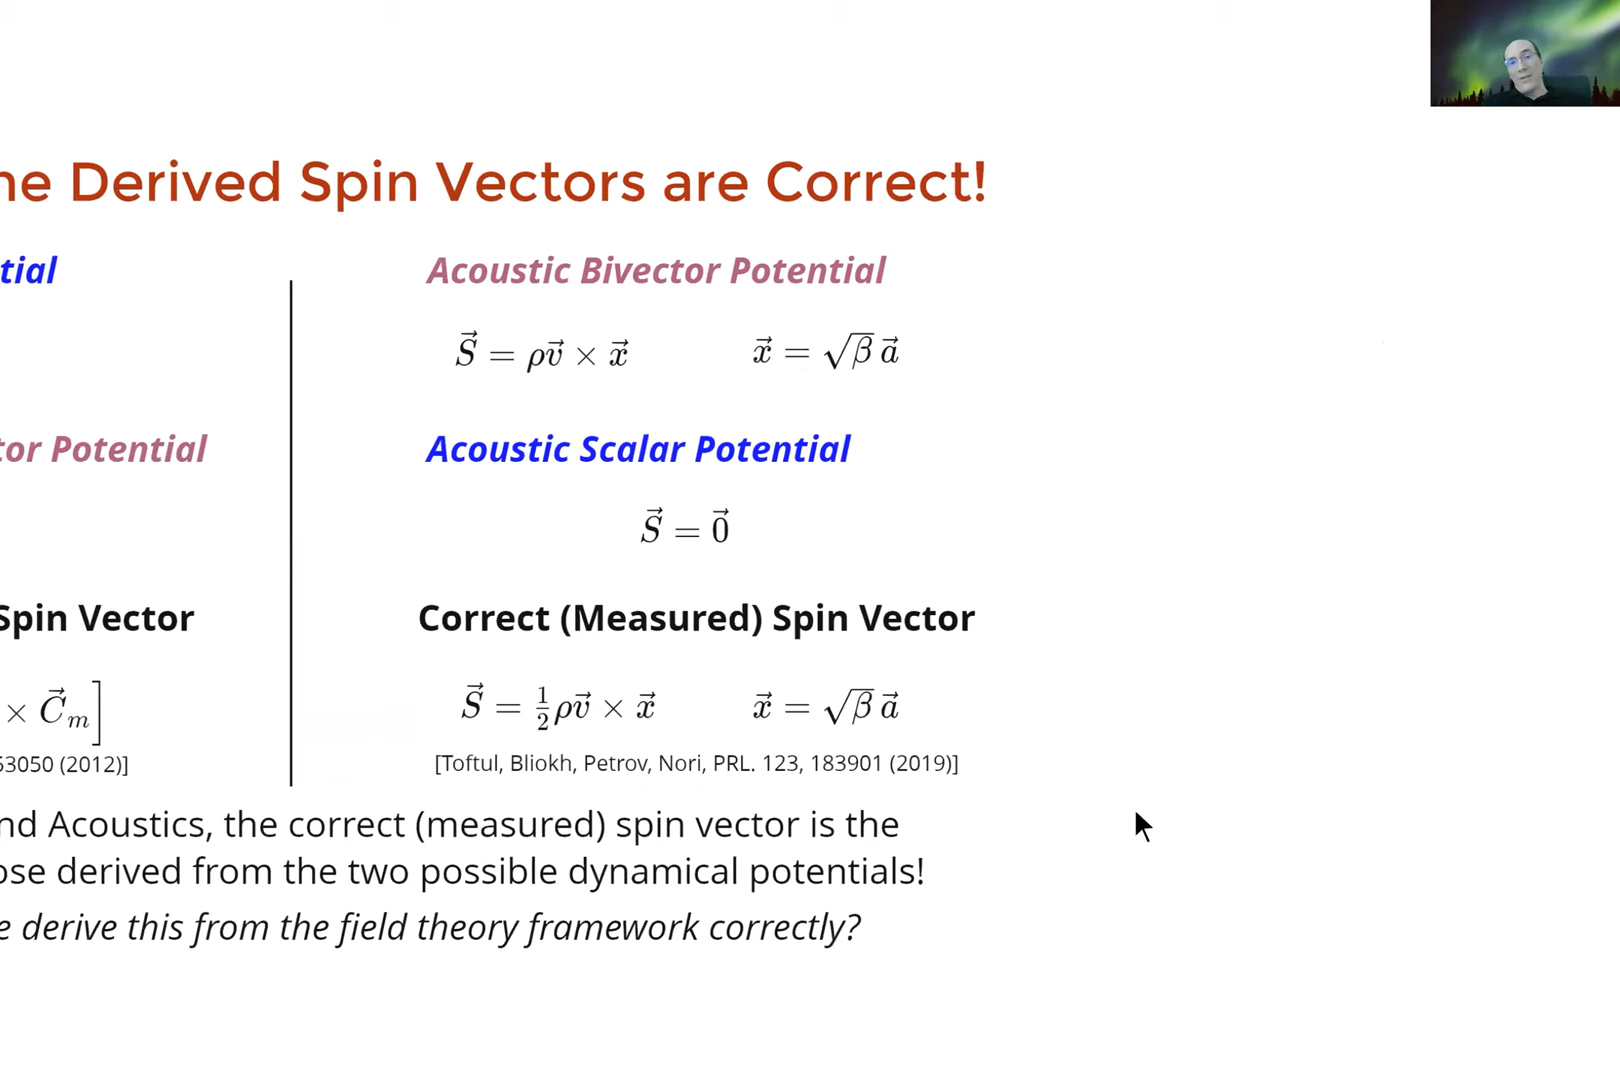 ne Derived Spin Vectors are Correct!
tial
Acoustic Bivector Potential
S⃗ = ρv⃗ × x⃗    x⃗ = √β a⃗
tor Potential
Acoustic Scalar Potential
S⃗ = 0⃗
Spin Vector
Correct (Measured) Spin Vector
× C⃗ₘ]
S⃗ = ½ρv⃗ × x⃗    x⃗ = √β a⃗
53050 (2012)]
[Toftul, Bliokh, Petrov, Nori, PRL. 123, 183901 (2019)]
nd Acoustics, the correct (measured) spin vector is the
ose derived from the two possible dynamical potentials!
e derive this from the field theory framework correctly?